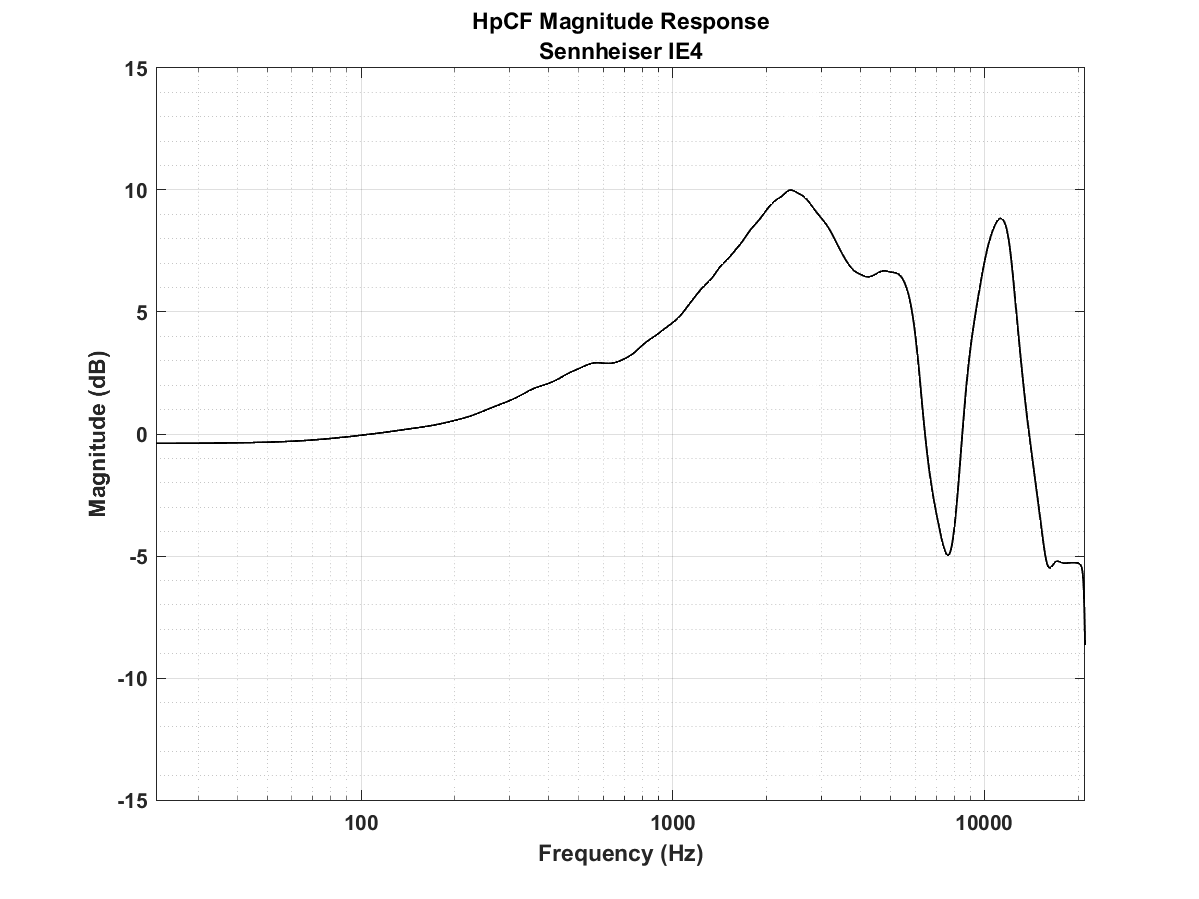 HpCF Magnitude Response
Sennheiser IE4
15
10
5
0
-5
-10
-15
Magnitude (dB)
100
1000
10000
Frequency (Hz)